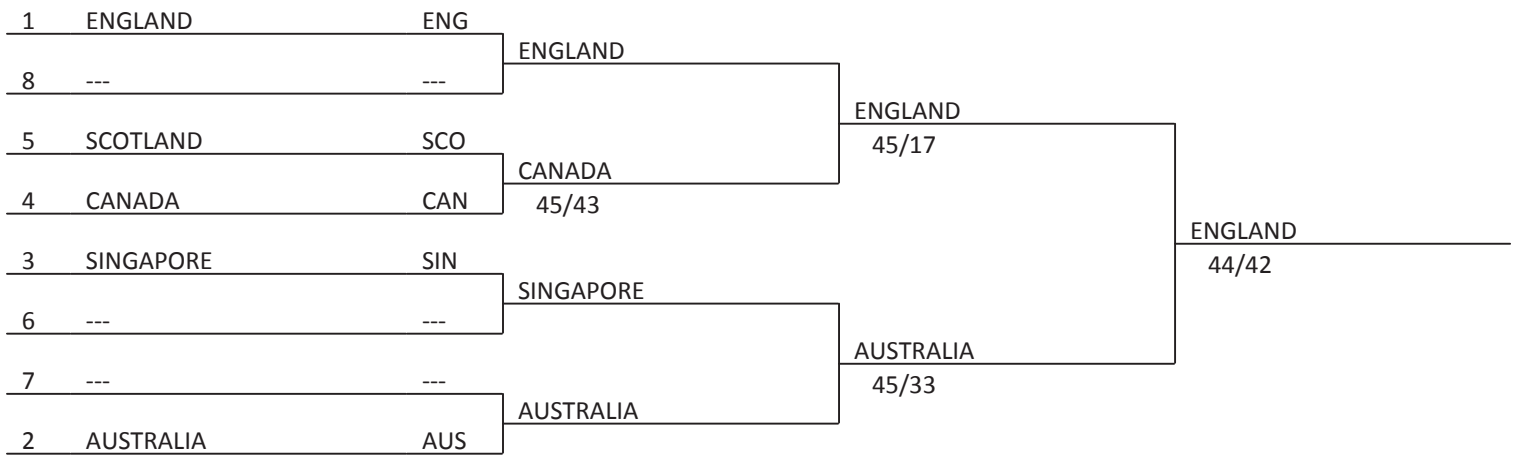 1 ENGLAND ENG
ENGLAND
8 --- ---
ENGLAND
45/17
5 SCOTLAND SCO
CANADA
45/43
4 CANADA CAN
ENGLAND
44/42
3 SINGAPORE SIN
SINGAPORE
6 --- ---
AUSTRALIA
45/33
7 --- ---
AUSTRALIA
2 AUSTRALIA AUS